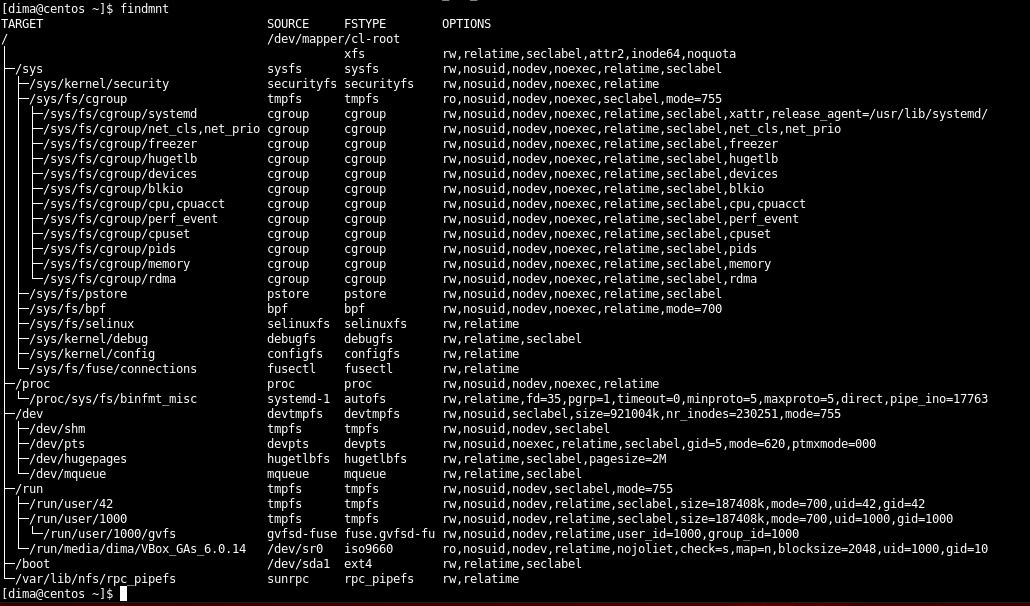 [dima@centos ~]$ findmnt
TARGET                                SOURCE     FSTYPE        OPTIONS
/                                     /dev/mapper/cl-root
│                                                xfs           rw,relatime,seclabel,attr2,inode64,noquota
├─/sys                                sysfs      sysfs         rw,nosuid,nodev,noexec,relatime,seclabel
│ ├─/sys/kernel/security              securityfs securityfs    rw,nosuid,nodev,noexec,relatime
│ ├─/sys/fs/cgroup                    tmpfs      tmpfs         ro,nosuid,nodev,noexec,seclabel,mode=755
│ │ ├─/sys/fs/cgroup/systemd          cgroup     cgroup        rw,nosuid,nodev,noexec,relatime,seclabel,xattr,release_agent=/usr/lib/systemd/
│ │ ├─/sys/fs/cgroup/net_cls,net_prio cgroup     cgroup        rw,nosuid,nodev,noexec,relatime,seclabel,net_cls,net_prio
│ │ ├─/sys/fs/cgroup/freezer          cgroup     cgroup        rw,nosuid,nodev,noexec,relatime,seclabel,freezer
│ │ ├─/sys/fs/cgroup/hugetlb          cgroup     cgroup        rw,nosuid,nodev,noexec,relatime,seclabel,hugetlb
│ │ ├─/sys/fs/cgroup/devices          cgroup     cgroup        rw,nosuid,nodev,noexec,relatime,seclabel,devices
│ │ ├─/sys/fs/cgroup/blkio            cgroup     cgroup        rw,nosuid,nodev,noexec,relatime,seclabel,blkio
│ │ ├─/sys/fs/cgroup/cpu,cpuacct      cgroup     cgroup        rw,nosuid,nodev,noexec,relatime,seclabel,cpu,cpuacct
│ │ ├─/sys/fs/cgroup/perf_event       cgroup     cgroup        rw,nosuid,nodev,noexec,relatime,seclabel,perf_event
│ │ ├─/sys/fs/cgroup/cpuset           cgroup     cgroup        rw,nosuid,nodev,noexec,relatime,seclabel,cpuset
│ │ ├─/sys/fs/cgroup/pids             cgroup     cgroup        rw,nosuid,nodev,noexec,relatime,seclabel,pids
│ │ ├─/sys/fs/cgroup/memory           cgroup     cgroup        rw,nosuid,nodev,noexec,relatime,seclabel,memory
│ │ └─/sys/fs/cgroup/rdma             cgroup     cgroup        rw,nosuid,nodev,noexec,relatime,seclabel,rdma
│ ├─/sys/fs/pstore                    pstore     pstore        rw,nosuid,nodev,noexec,relatime,seclabel
│ ├─/sys/fs/bpf                       bpf        bpf           rw,nosuid,nodev,noexec,relatime,mode=700
│ ├─/sys/fs/selinux                   selinuxfs  selinuxfs     rw,relatime
│ ├─/sys/kernel/debug                 debugfs    debugfs       rw,relatime,seclabel
│ ├─/sys/kernel/config                configfs   configfs      rw,relatime
│ └─/sys/fs/fuse/connections          fusectl    fusectl       rw,relatime
├─/proc                               proc       proc          rw,nosuid,nodev,noexec,relatime
│ └─/proc/sys/fs/binfmt_misc          systemd-1  autofs        rw,relatime,fd=35,pgrp=1,timeout=0,minproto=5,maxproto=5,direct,pipe_ino=17763
├─/dev                                devtmpfs   devtmpfs      rw,nosuid,seclabel,size=921004k,nr_inodes=230251,mode=755
│ ├─/dev/shm                          tmpfs      tmpfs         rw,nosuid,nodev,seclabel
│ ├─/dev/pts                          devpts     devpts        rw,nosuid,noexec,relatime,seclabel,gid=5,mode=620,ptmxmode=000
│ ├─/dev/hugepages                    hugetlbfs  hugetlbfs     rw,relatime,seclabel,pagesize=2M
│ └─/dev/mqueue                       mqueue     mqueue        rw,relatime,seclabel
├─/run                                tmpfs      tmpfs         rw,nosuid,nodev,seclabel,mode=755
│ ├─/run/user/42                      tmpfs      tmpfs         rw,nosuid,nodev,relatime,seclabel,size=187408k,mode=700,uid=42,gid=42
│ ├─/run/user/1000                    tmpfs      tmpfs         rw,nosuid,nodev,relatime,seclabel,size=187408k,mode=700,uid=1000,gid=1000
│ │ └─/run/user/1000/gvfs             gvfsd-fuse fuse.gvfsd-fu rw,nosuid,nodev,relatime,user_id=1000,group_id=1000
│ └─/run/media/dima/VBox_GAs_6.0.14   /dev/sr0   iso9660       ro,nosuid,nodev,relatime,nojoliet,check=s,map=n,blocksize=2048,uid=1000,gid=10
├─/boot                               /dev/sda1  ext4          rw,relatime,seclabel
└─/var/lib/nfs/rpc_pipefs             sunrpc     rpc_pipefs    rw,relatime
[dima@centos ~]$